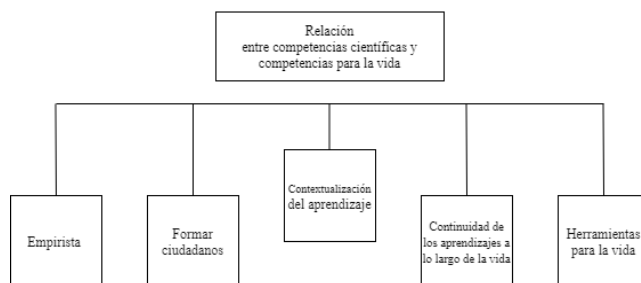 Relación
entre competencias científicas y
competencias para la vida
Empirista
Formar
ciudadanos
Contextualización
del aprendizaje
Continuidad de
los aprendizajes a
lo largo de la vida
Herramientas
para la vida